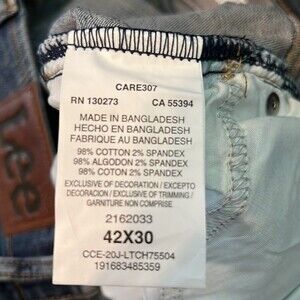 CARE307
RN 130273 CA 55394
MADE IN BANGLADESH
HECHO EN BANGLADESH
FABRIQUE AU BANGLADESH
98% COTTON 2% SPANDEX
98% ALGODON 2% SPANDEX
98% COTON 2% SPANDEX
EXCLUSIVE OF DECORATION / EXCEPTO
DECORACION / EXCLUSIVE OF TRIMMING /
GARNITURE NON COMPRISE
2162033
42X30
CCE-20J-LTCH75504
191683485359
Lee